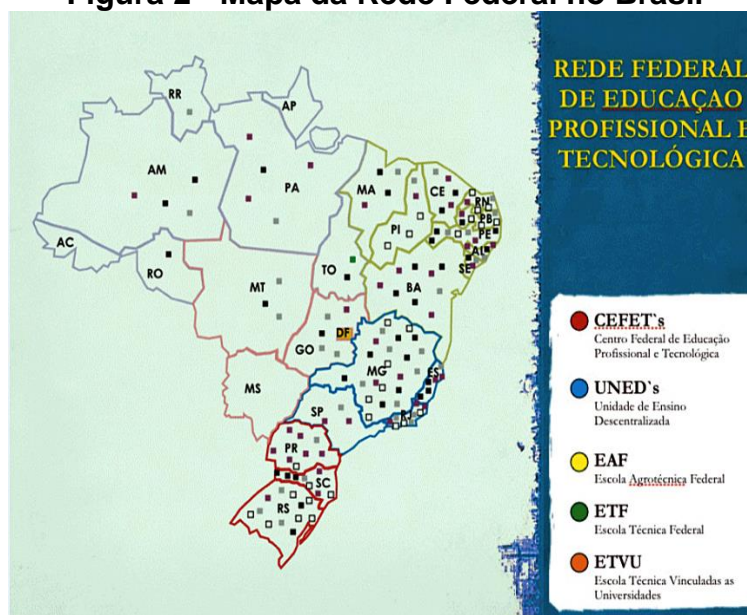 Figura 2 - Mapa da Rede Federal no Brasil
REDE FEDERAL
DE EDUCAÇÃO
PROFISSIONAL E
TECNOLÓGICA
RR
AP
AM
PA
MA
CE
RN
PB
PE
AL
SE
PI
AC
RO
TO
BA
MT
DF
GO
MG
ES
MS
SP
RJ
PR
SC
RS
CEFET`s
Centro Federal de Educação
Profissional e Tecnológica
UNED`s
Unidade de Ensino
Descentralizada
EAF
Escola Agrotécnica Federal
ETF
Escola Técnica Federal
ETVU
Escola Técnica Vinculadas as
Universidades